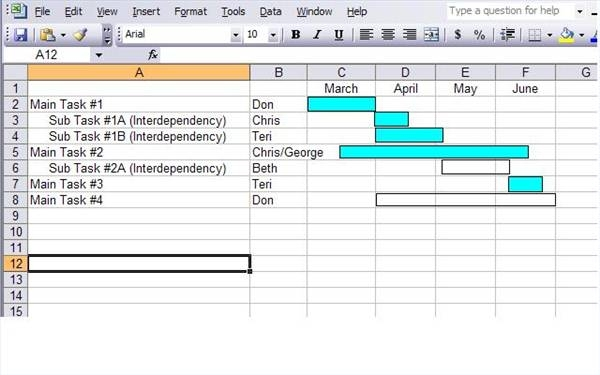 File Edit View Insert Format Tools Data Window Help Type a question for help
Arial 10 B I U $ %
A12 fx
A B C D E F G
1 March April May June
2 Main Task #1 Don
3 Sub Task #1A (Interdependency) Chris
4 Sub Task #1B (Interdependency) Teri
5 Main Task #2 Chris/George
6 Sub Task #2A (Interdependency) Beth
7 Main Task #3 Teri
8 Main Task #4 Don
9
10
11
12
13
14
15